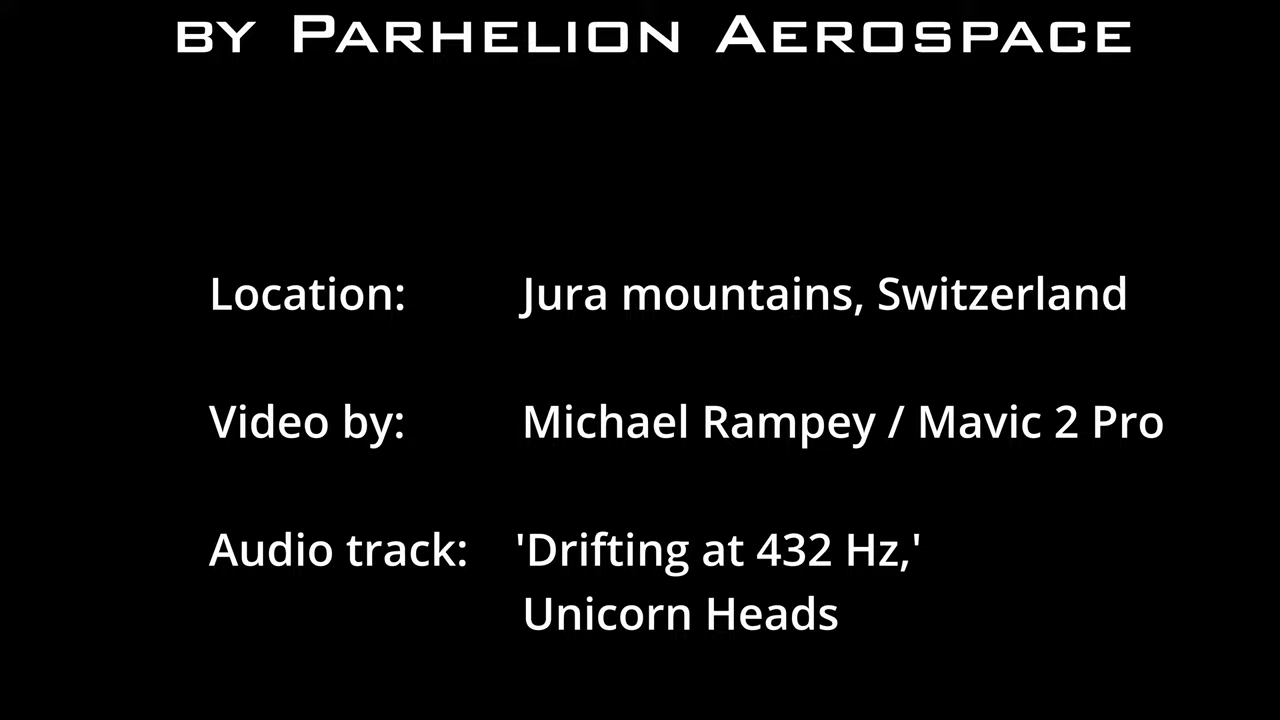 BY PARHELION AEROSPACE
Location: Jura mountains, Switzerland
Video by: Michael Rampey / Mavic 2 Pro
Audio track: 'Drifting at 432 Hz,'
Unicorn Heads